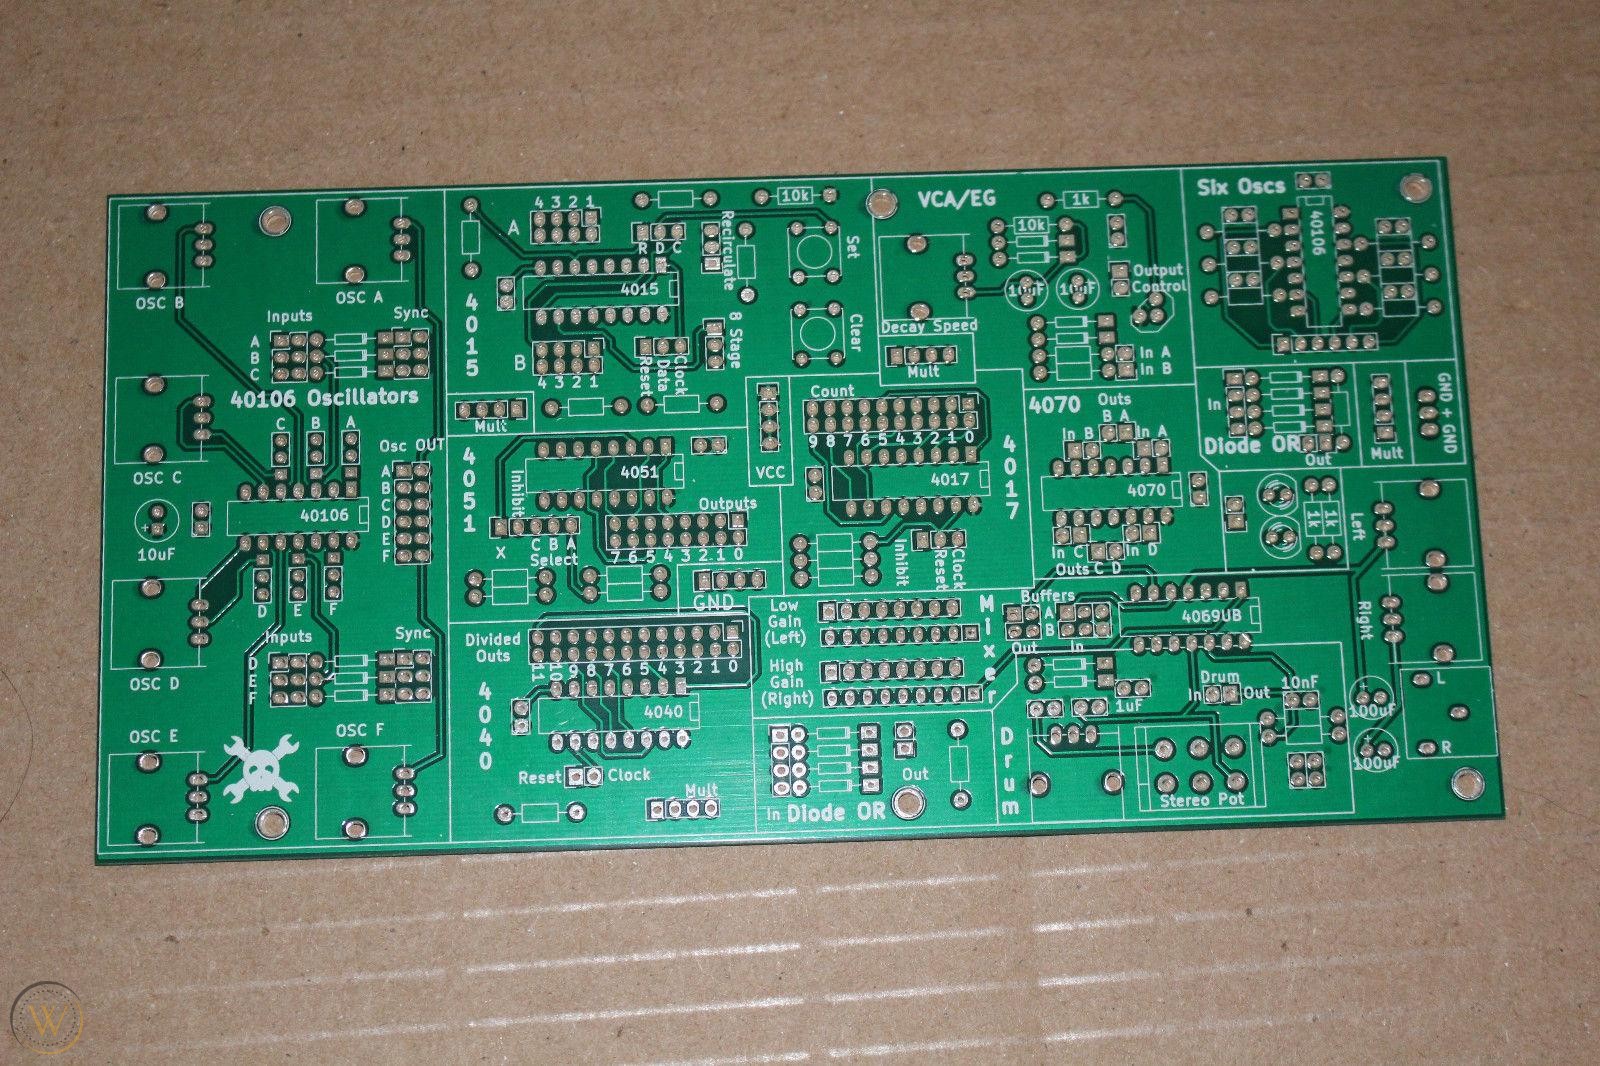 OSC B
OSC A
Inputs
Sync
A
B
C
40106 Oscillators
C
B
A
Osc OUT
OSC C
A
B
C
D
E
F
40106
10uF
D
E
F
Inputs
Sync
D
E
F
OSC D
OSC E
OSC F
4 3 2 1
A
R D C
Recirculate
10k
Set
4015
4015
Clear
8 Stage
B
4 3 2 1
Reset
Data
Clock
Mult
4051
4051
Inhibit
Outputs
X
C B A
Select
7 6 5 4 3 2 1 0
VCC
GND
Divided
Outs
11 10 9 8 7 6 5 4 3 2 1 0
4040
4040
Reset
Clock
Mult
VCA/EG
1k
10k
10uF
10uF
Output
Control
Decay Speed
Mult
In A
In B
Count
9 8 7 6 5 4 3 2 1 0
4017
4017
Inhibit
Reset
Clock
4070
Outs
B A
In B
In A
4070
In C
In D
Outs C D
Six Oscs
40106
In
Diode OR
Out
Mult
GND + GND
1k
1k
Left
Right
Low
Gain
(Left)
High
Gain
(Right)
Mixer
Buffers
A
B
Out
In
4069UB
Drum
In
Out
10nF
1uF
100uF
100uF
L
R
Drum
Stereo Pot
Out
In Diode OR
W